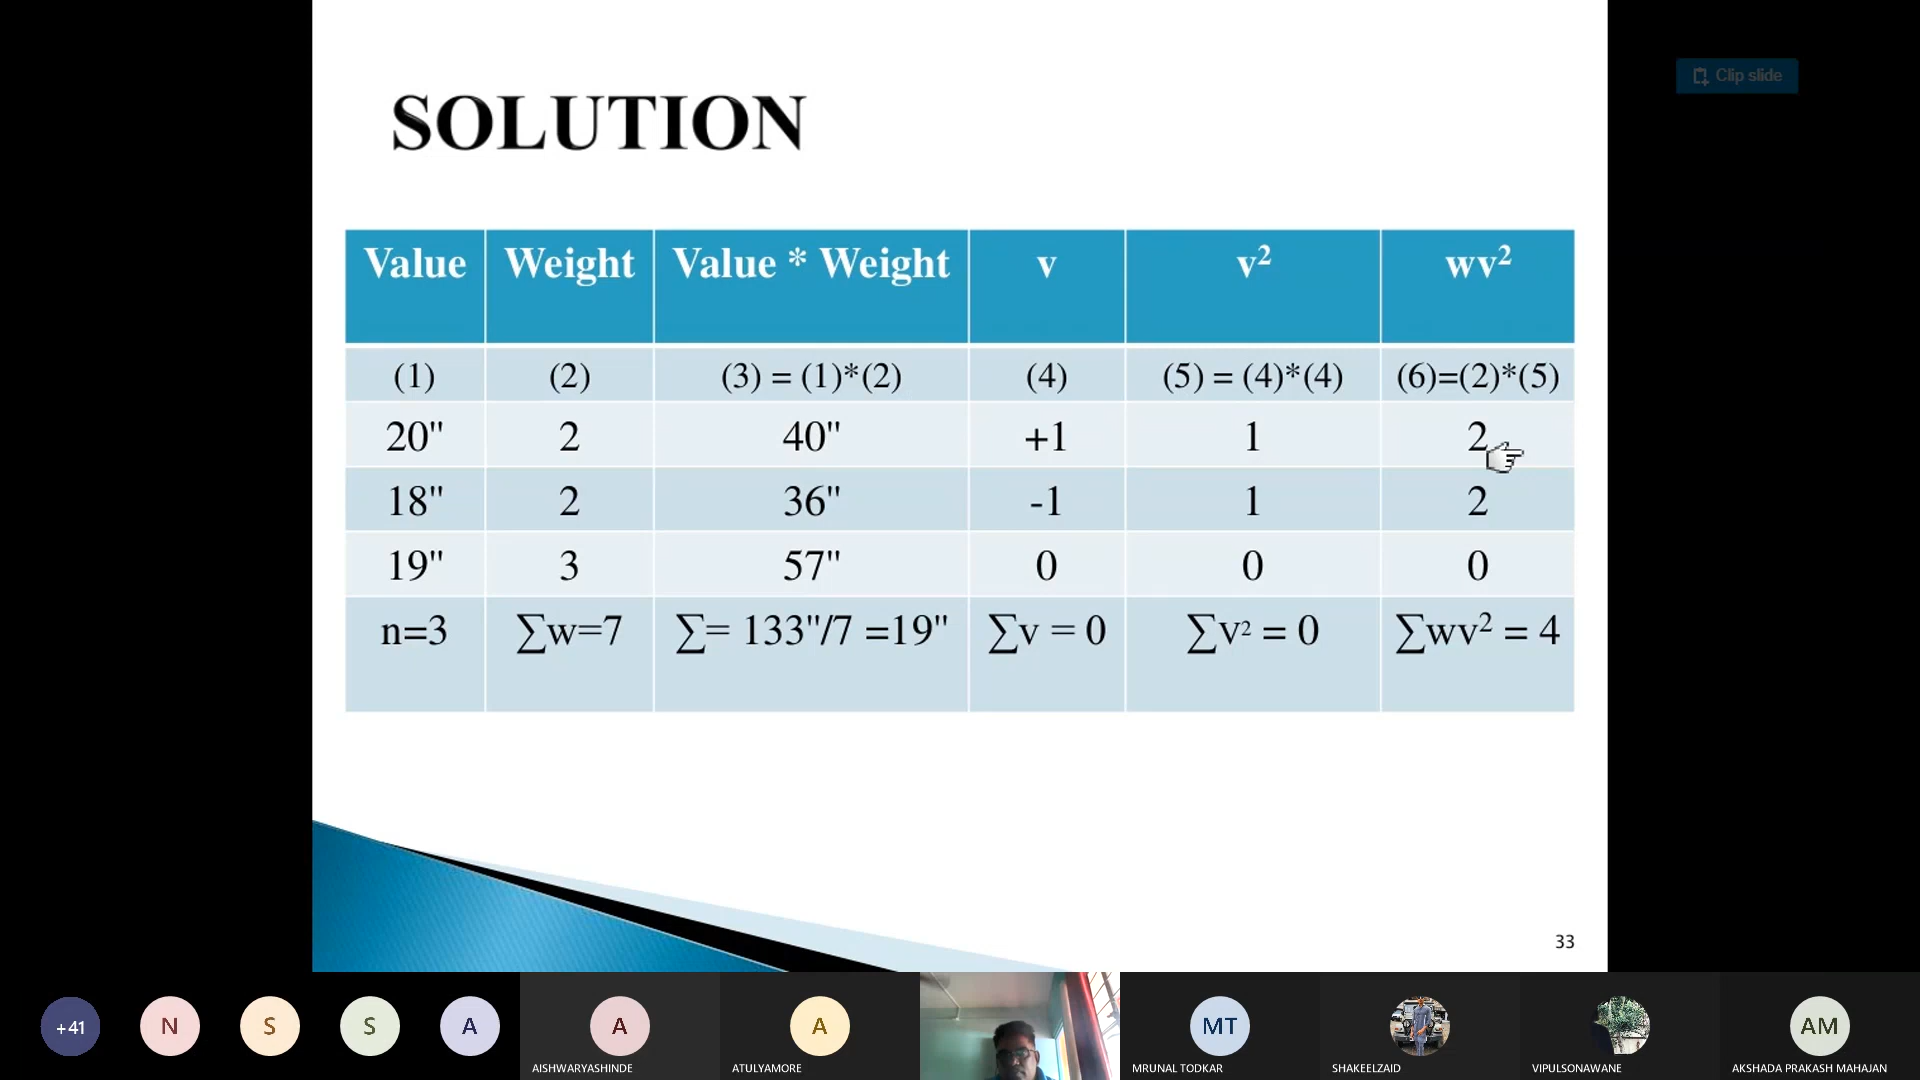 Clip slide
SOLUTION
Value Weight Value * Weight v v² wv²
(1) (2) (3) = (1)*(2) (4) (5) = (4)*(4) (6)=(2)*(5)
20" 2 40" +1 1 2
18" 2 36" -1 1 2
19" 3 57" 0 0 0
n=3 ∑w=7 ∑= 133"/7 =19" ∑v = 0 ∑v² = 0 ∑wv² = 4
33
+41 N S S A A A MT AM
AISHWARYASHINDE ATULYAMORE MRUNAL TODKAR SHAKEELZAID VIPULSONAWANE AKSHADA PRAKASH MAHAJAN